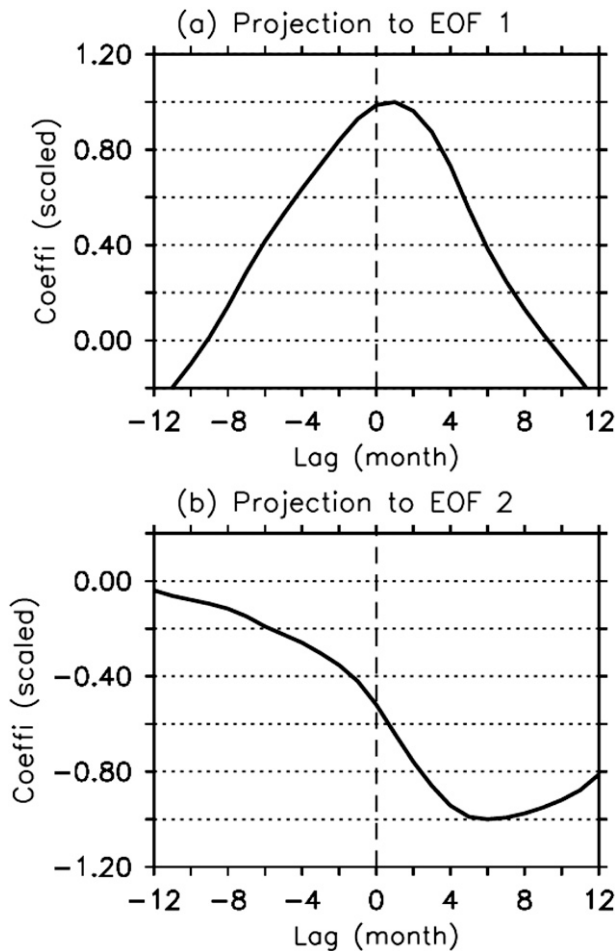 (a) Projection to EOF 1
1.20
0.80
0.40
0.00
Coeffi (scaled)
−12 −8 −4 0 4 8 12
Lag (month)
(b) Projection to EOF 2
0.00
−0.40
−0.80
−1.20
Coeffi (scaled)
−12 −8 −4 0 4 8 12
Lag (month)